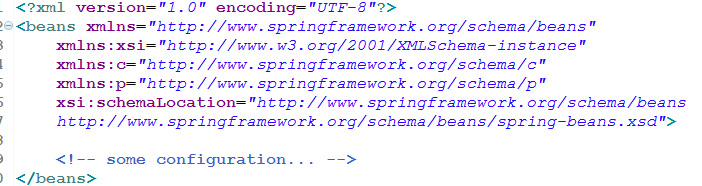 <?xml version="1.0" encoding="UTF-8"?>
<beans xmlns="http://www.springframework.org/schema/beans"
    xmlns:xsi="http://www.w3.org/2001/XMLSchema-instance"
    xmlns:c="http://www.springframework.org/schema/c"
    xmlns:p="http://www.springframework.org/schema/p"
    xsi:schemaLocation="http://www.springframework.org/schema/beans
    http://www.springframework.org/schema/beans/spring-beans.xsd">

    <!-- some configuration... -->
</beans>